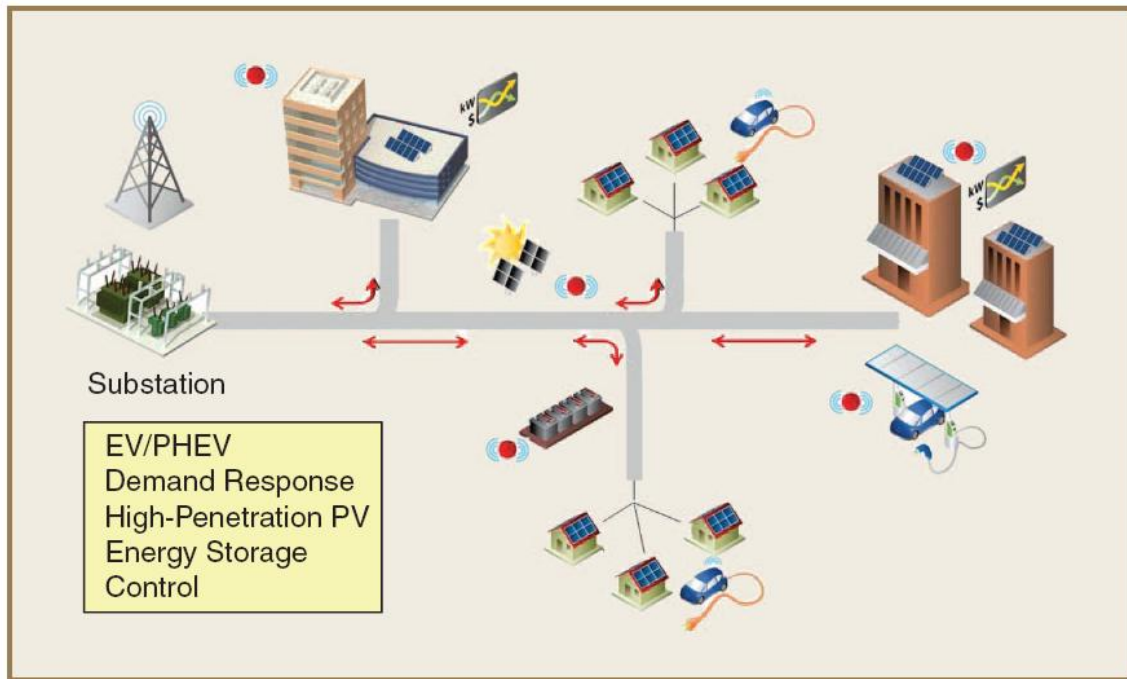 kW
$
kW
$
Substation
EV/PHEV
Demand Response
High-Penetration PV
Energy Storage
Control